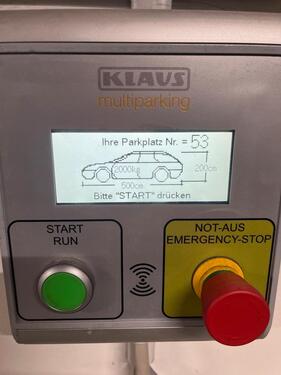 KLAUS
multiparking
Ihre Parkplatz Nr. = 53
2000kg
200cm
500cm
Bitte "START" drücken
START
RUN
NOT-AUS
EMERGENCY-STOP